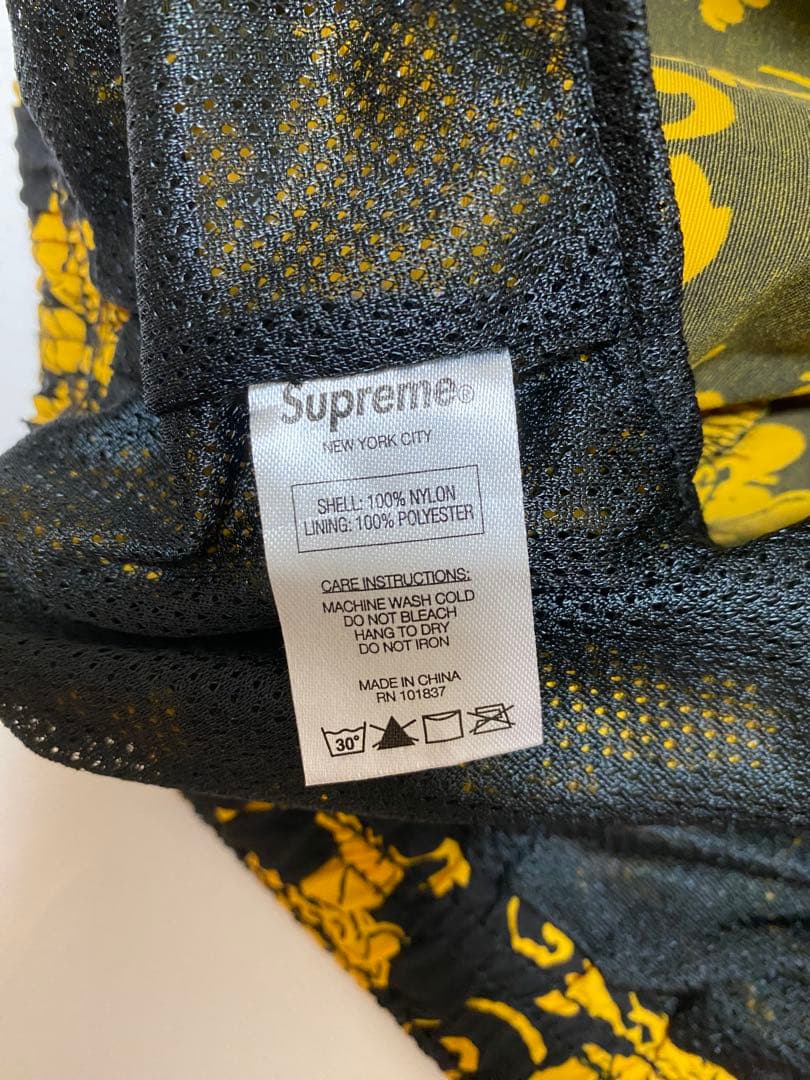 Supreme®
NEW YORK CITY
SHELL: 100% NYLON
LINING: 100% POLYESTER
CARE INSTRUCTIONS:
MACHINE WASH COLD
DO NOT BLEACH
HANG TO DRY
DO NOT IRON
MADE IN CHINA
RN 101837
30°